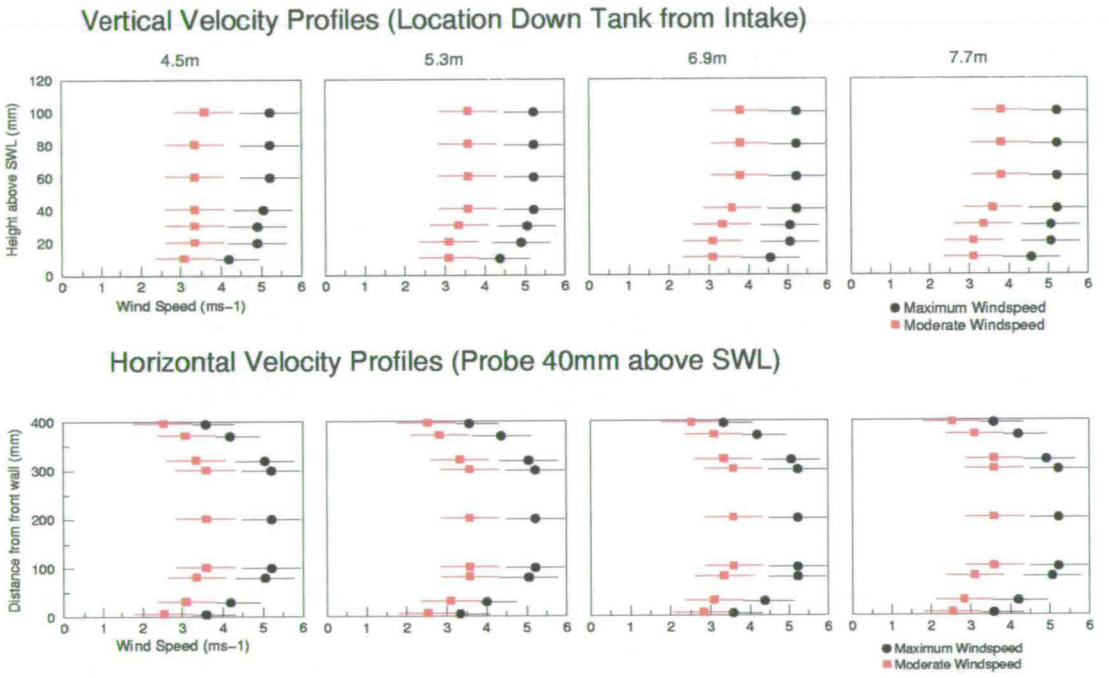 Vertical Velocity Profiles (Location Down Tank from Intake)
4.5m 5.3m 6.9m 7.7m
Height above SWL (mm)
120
100
80
60
40
20
0
0 1 2 3 4 5 6 0 1 2 3 4 5 6 0 1 2 3 4 5 6 0 1 2 3 4 5 6
Wind Speed (ms-1)
Maximum Windspeed
Moderate Windspeed
Horizontal Velocity Profiles (Probe 40mm above SWL)
Distance from front wall (mm)
400
300
200
100
0
0 1 2 3 4 5 6 0 1 2 3 4 5 6 0 1 2 3 4 5 6 0 1 2 3 4 5 6
Wind Speed (ms-1)
Maximum Windspeed
Moderate Windspeed